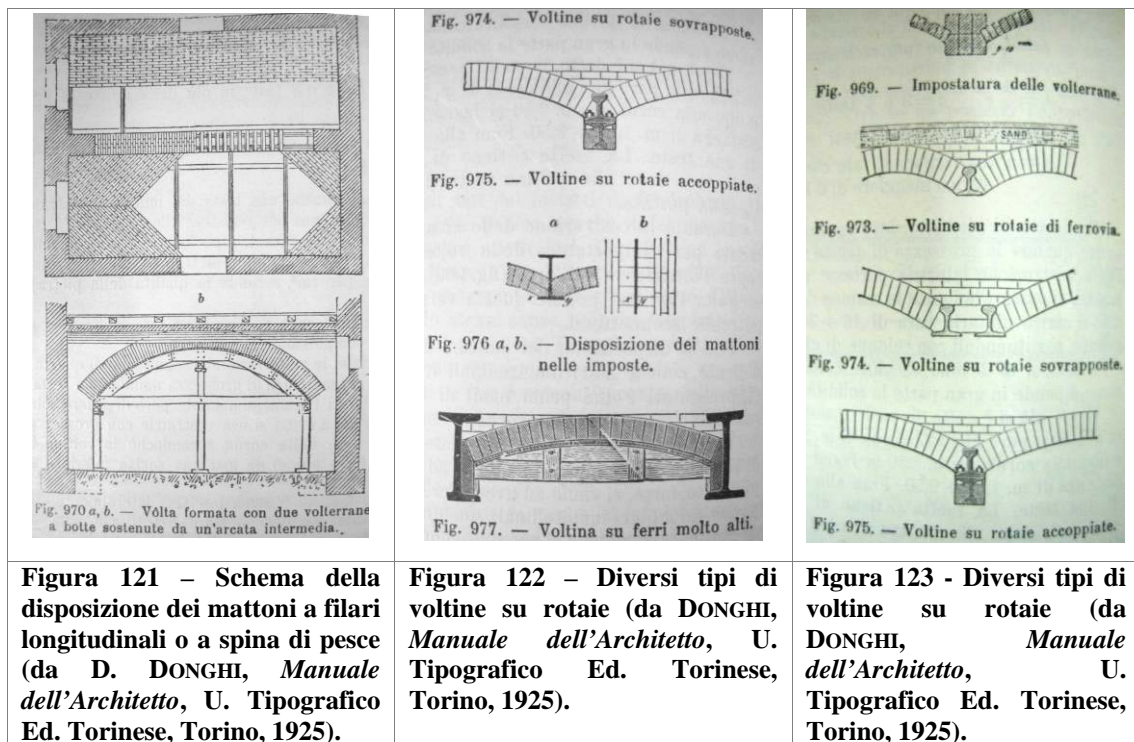 b
Fig. 970 a, b. — Vòlta formata con due volterrane
a botte sostenute da un'arcata intermedia.
Fig. 974. — Voltine su rotaie sovrapposte.
Fig. 975. — Voltine su rotaie accoppiate.
a b
Fig. 976 a, b. — Disposizione dei mattoni
nelle imposte.
Fig. 977. — Voltina su ferri molto alti.
Fig. 969. — Impostatura delle volterrane.
SAND
Fig. 973. — Voltine su rotaie di ferrovia.
Fig. 974. — Voltine su rotaie sovrapposte.
Fig. 975. — Voltine su rotaie accoppiate.
Figura 121 – Schema della
disposizione dei mattoni a filari
longitudinali o a spina di pesce
(da D. DONGHI, Manuale
dell'Architetto, U. Tipografico
Ed. Torinese, Torino, 1925).
Figura 122 – Diversi tipi di
voltine su rotaie (da DONGHI,
Manuale dell'Architetto, U.
Tipografico Ed. Torinese,
Torino, 1925).
Figura 123 - Diversi tipi di
voltine su rotaie (da
DONGHI, Manuale
dell'Architetto, U.
Tipografico Ed. Torinese,
Torino, 1925).